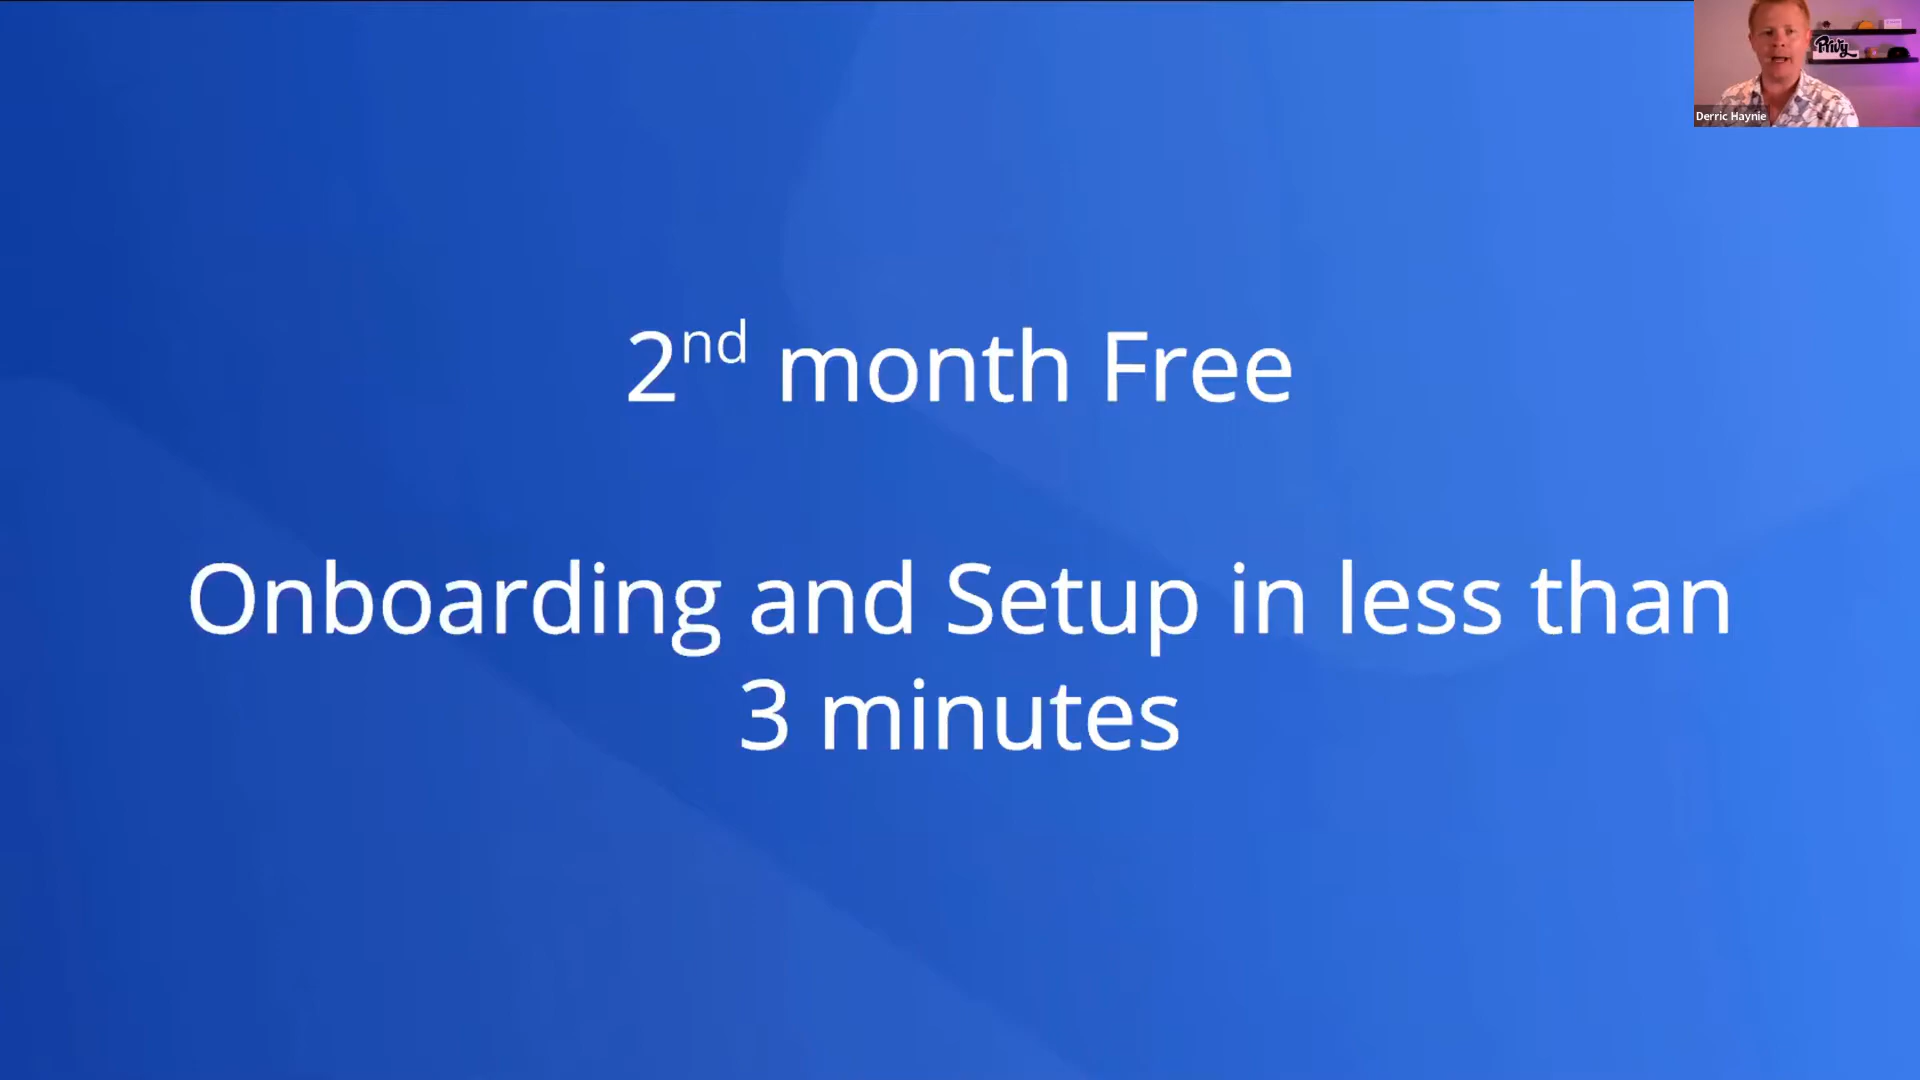 Privy
Derric Haynie
2nd month Free
Onboarding and Setup in less than
3 minutes